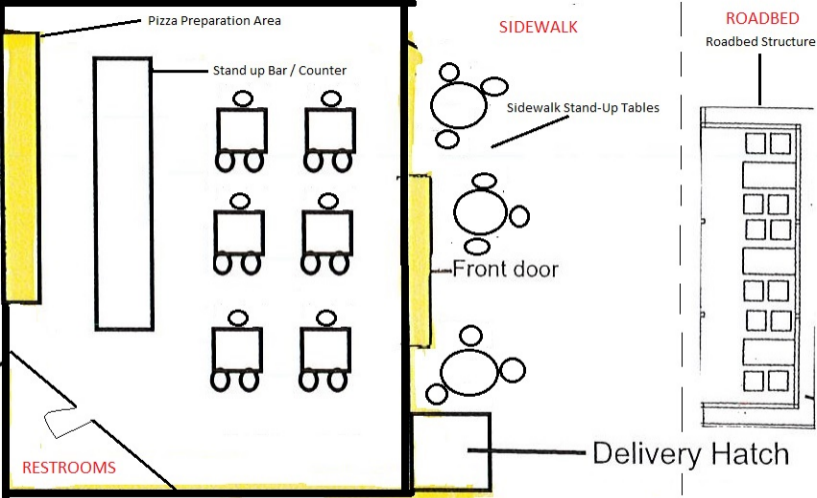 Pizza Preparation Area
SIDEWALK
ROADBED
Roadbed Structure
Stand up Bar / Counter
Sidewalk Stand-Up Tables
Front door
Delivery Hatch
RESTROOMS